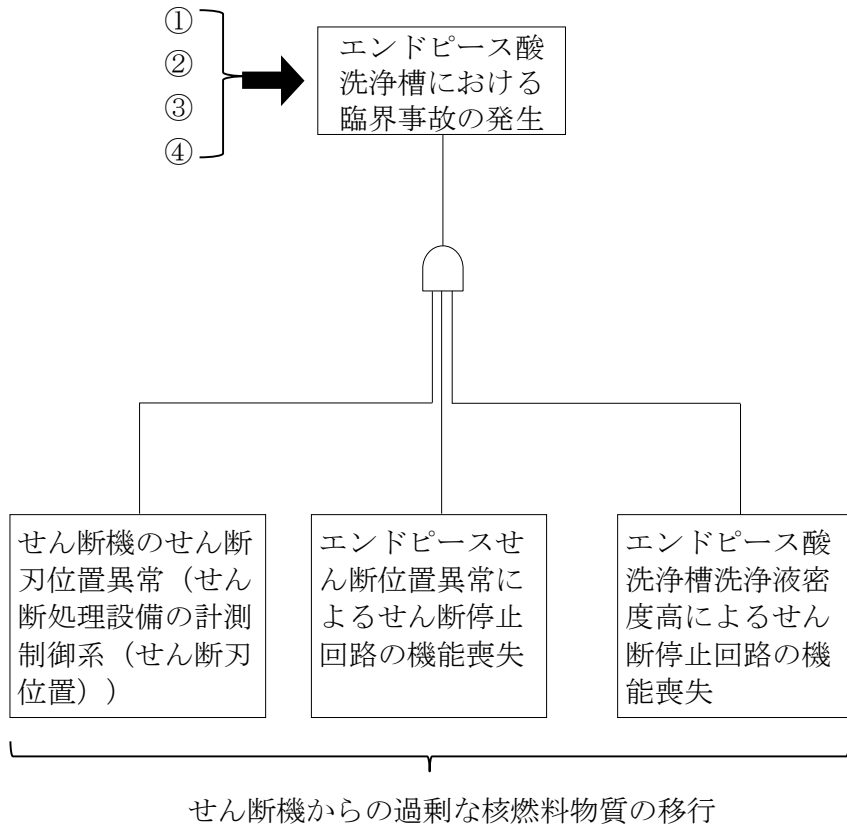 ①
②
③
④
エンドピース酸
洗浄槽における
臨界事故の発生
せん断機のせん断
刃位置異常（せん
断処理設備の計測
制御系（せん断刃
位置））
エンドピースせ
ん断位置異常に
よるせん断停止
回路の機能喪失
エンドピース酸
洗浄槽洗浄液密
度高によるせん
断停止回路の機
能喪失
せん断機からの過剰な核燃料物質の移行